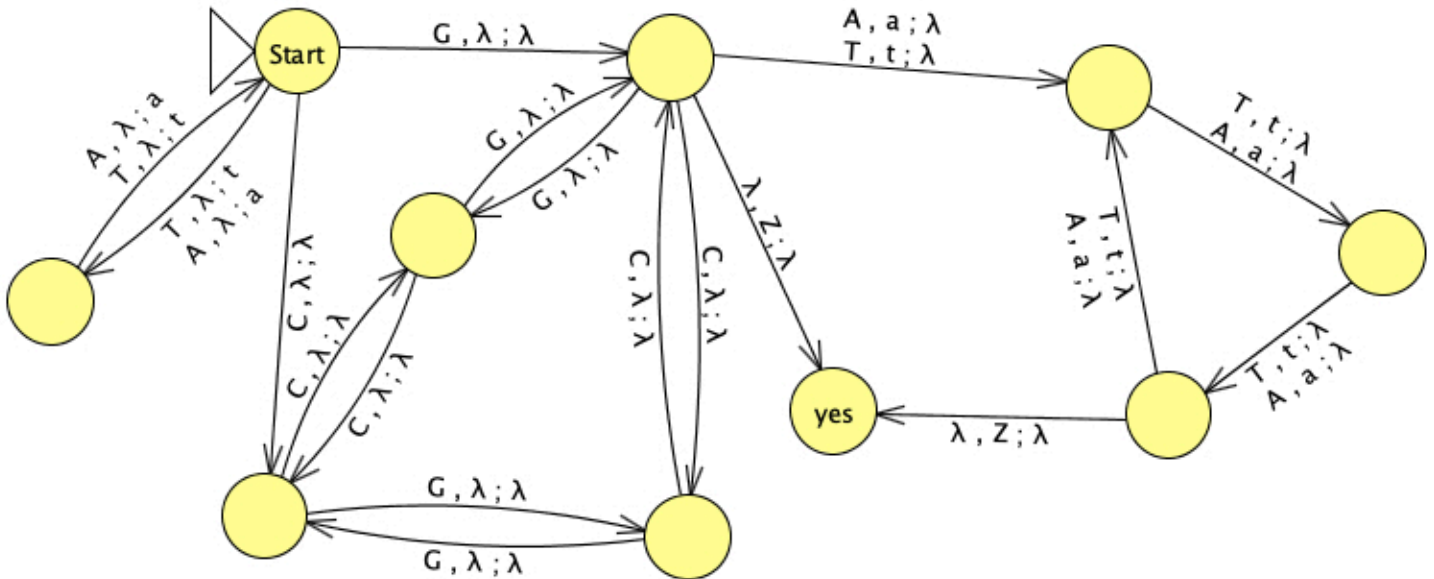 Start
G , λ ; λ
A , a ; λ
T , t ; λ
A , λ ; a
T , λ ; t
T , λ ; t
A , λ ; a
G , λ ; λ
G , λ ; λ
T , t ; λ
A , a ; λ
λ , Z ; λ
C , λ ; λ
C , λ ; λ
C , λ ; λ
T , t ; λ
A , a ; λ
C , λ ; λ
C , λ ; λ
T , t ; λ
A , a ; λ
yes
λ , Z ; λ
G , λ ; λ
G , λ ; λ